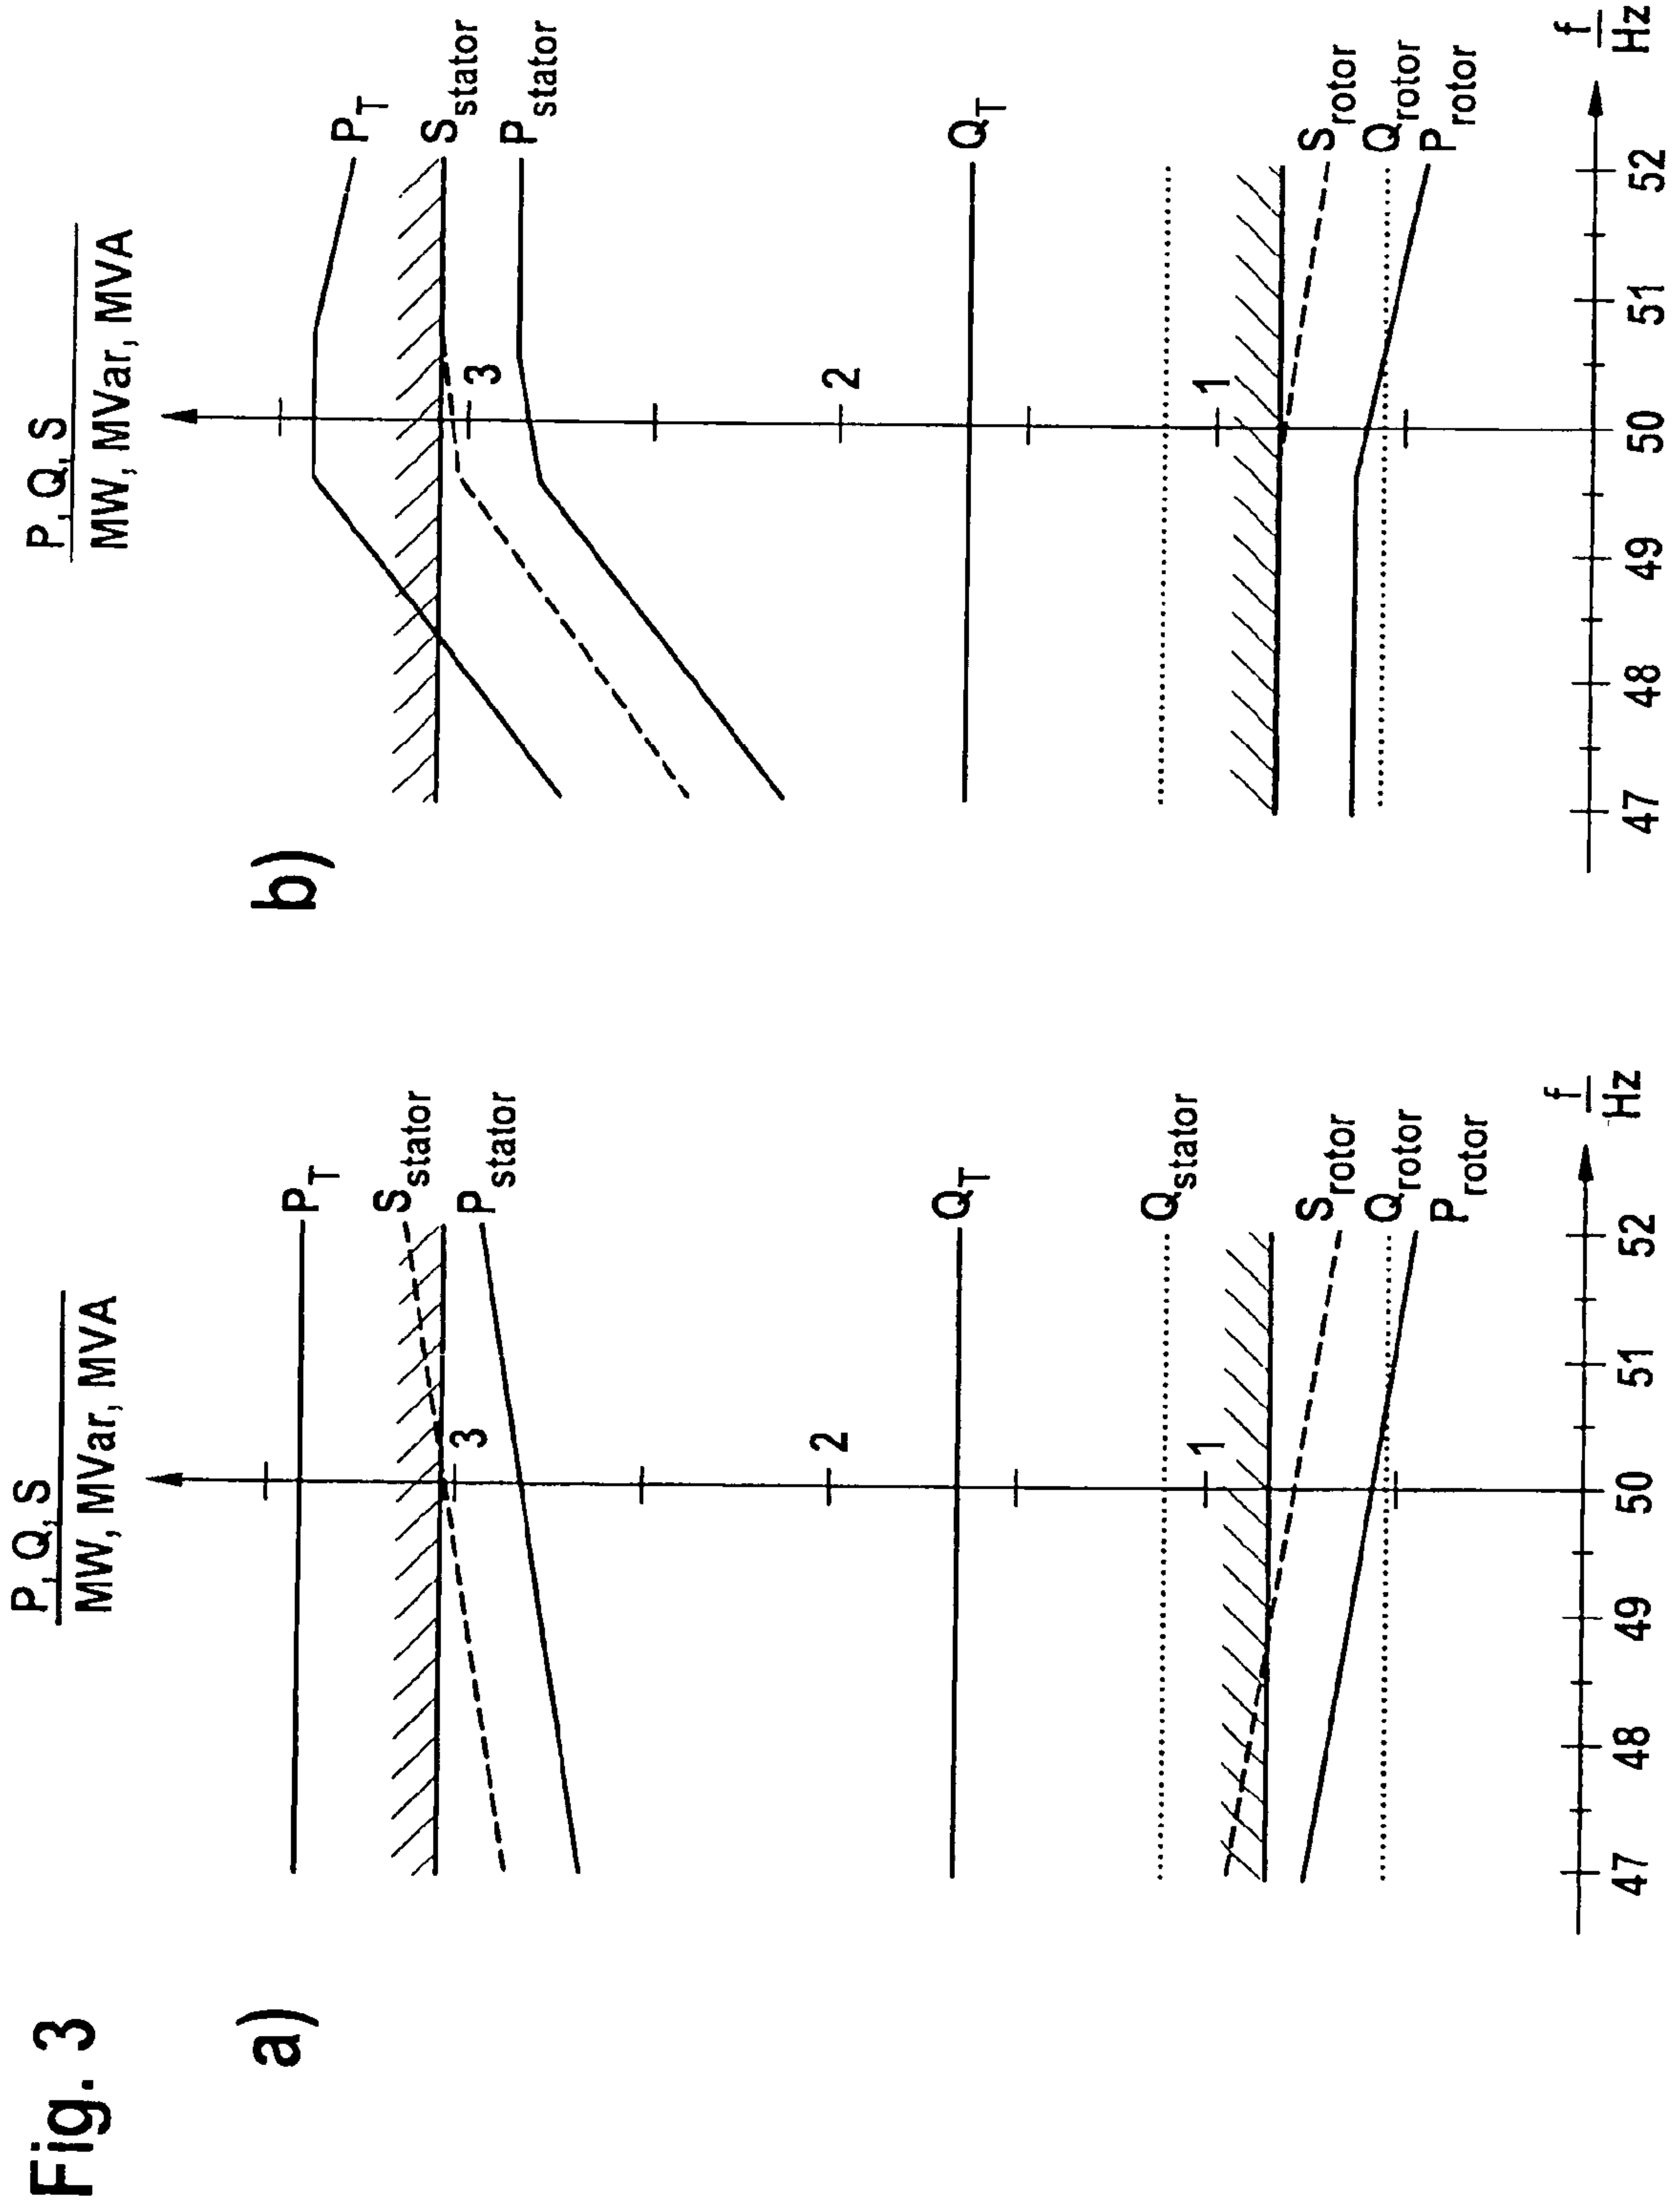 Fig. 3
a)
P, Q, S
MW, MVar, MVA
P_T
S_stator
3
P_stator
2
Q_T
Q_stator
1
S_rotor
Q_rotor
P_rotor
47 48 49 50 51 52
f
Hz
b)
P, Q, S
MW, MVar, MVA
P_T
S_stator
3
P_stator
2
Q_T
1
S_rotor
Q_rotor
P_rotor
47 48 49 50 51 52
f
Hz